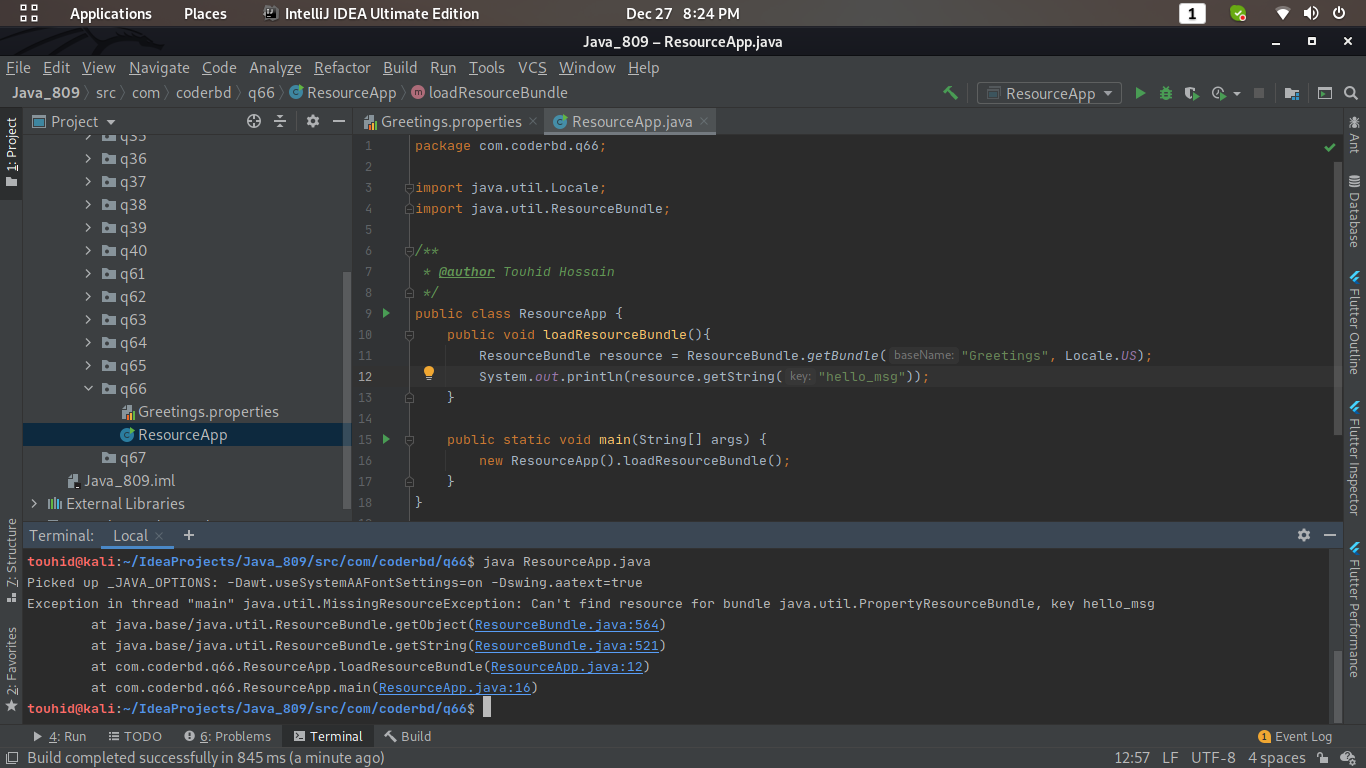 Applications Places IntelliJ IDEA Ultimate Edition Dec 27 8:24 PM 1
Java_809 – ResourceApp.java
File Edit View Navigate Code Analyze Refactor Build Run Tools VCS Window Help
Java_809 src com coderbd q66 ResourceApp m loadResourceBundle ResourceApp
1: Project
Project
q35
q36
q37
q38
q39
q40
q61
q62
q63
q64
q65
q66
Greetings.properties
ResourceApp
q67
Java_809.iml
External Libraries
Greetings.properties ResourceApp.java
1 package com.coderbd.q66;
2
3 import java.util.Locale;
4 import java.util.ResourceBundle;
5
6 /**
7 * @author Touhid Hossain
8 */
9 public class ResourceApp {
10 public void loadResourceBundle(){
11 ResourceBundle resource = ResourceBundle.getBundle( baseName: "Greetings", Locale.US);
12 System.out.println(resource.getString( key: "hello_msg"));
13 }
14
15 public static void main(String[] args) {
16 new ResourceApp().loadResourceBundle();
17 }
18 }
Ant
Database
Flutter Outline
Flutter Inspector
Flutter Performance
7: Structure
2: Favorites
Terminal: Local +
touhid@kali:~/IdeaProjects/Java_809/src/com/coderbd/q66$ java ResourceApp.java
Picked up _JAVA_OPTIONS: -Dawt.useSystemAAFontSettings=on -Dswing.aatext=true
Exception in thread "main" java.util.MissingResourceException: Can't find resource for bundle java.util.PropertyResourceBundle, key hello_msg
at java.base/java.util.ResourceBundle.getObject(ResourceBundle.java:564)
at java.base/java.util.ResourceBundle.getString(ResourceBundle.java:521)
at com.coderbd.q66.ResourceApp.loadResourceBundle(ResourceApp.java:12)
at com.coderbd.q66.ResourceApp.main(ResourceApp.java:16)
touhid@kali:~/IdeaProjects/Java_809/src/com/coderbd/q66$
4: Run TODO 6: Problems Terminal Build 1 Event Log
Build completed successfully in 845 ms (a minute ago) 12:57 LF UTF-8 4 spaces